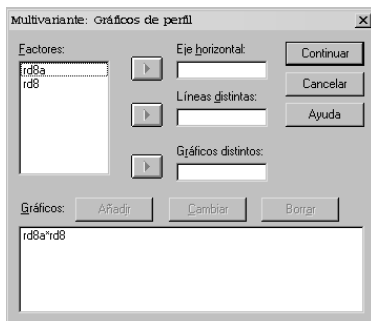 Multivariante: Gráficos de perfil
Factores:
rd8a
rd8
Eje horizontal:
Líneas distintas:
Gráficos distintos:
Continuar
Cancelar
Ayuda
Gráficos:
Añadir
Cambiar
Borrar
rd8a*rd8